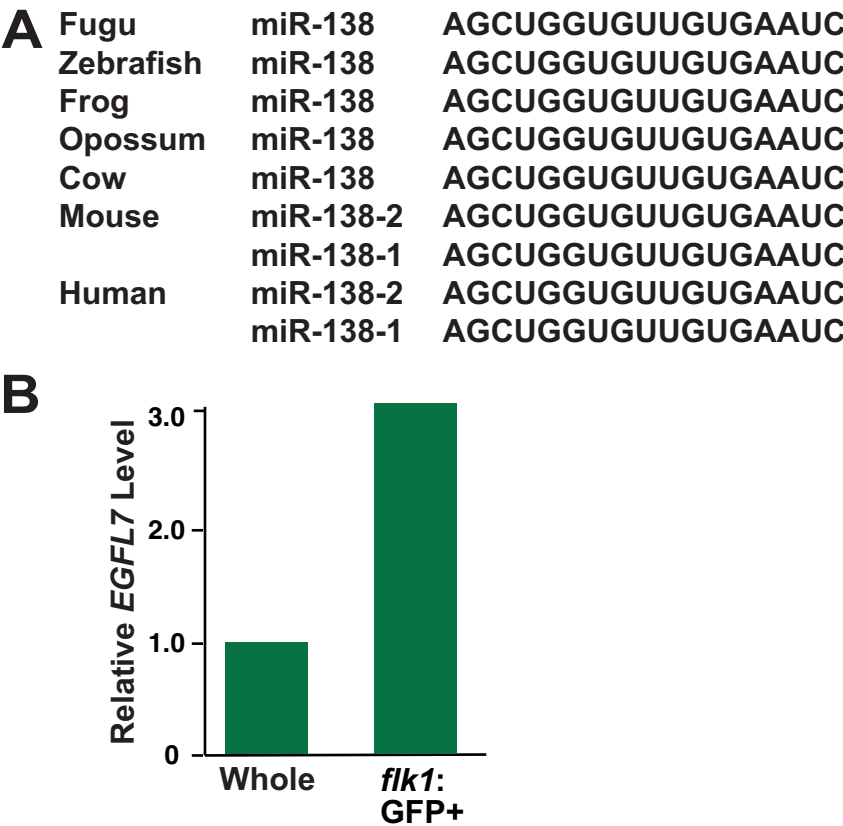 A
Fugu miR-138 AGCUGGUGUUGUGAAUC
Zebrafish miR-138 AGCUGGUGUUGUGAAUC
Frog miR-138 AGCUGGUGUUGUGAAUC
Opossum miR-138 AGCUGGUGUUGUGAAUC
Cow miR-138 AGCUGGUGUUGUGAAUC
Mouse miR-138-2 AGCUGGUGUUGUGAAUC
miR-138-1 AGCUGGUGUUGUGAAUC
Human miR-138-2 AGCUGGUGUUGUGAAUC
miR-138-1 AGCUGGUGUUGUGAAUC
B
Relative EGFL7 Level
3.0
2.0
1.0
0
Whole
flk1:
GFP+